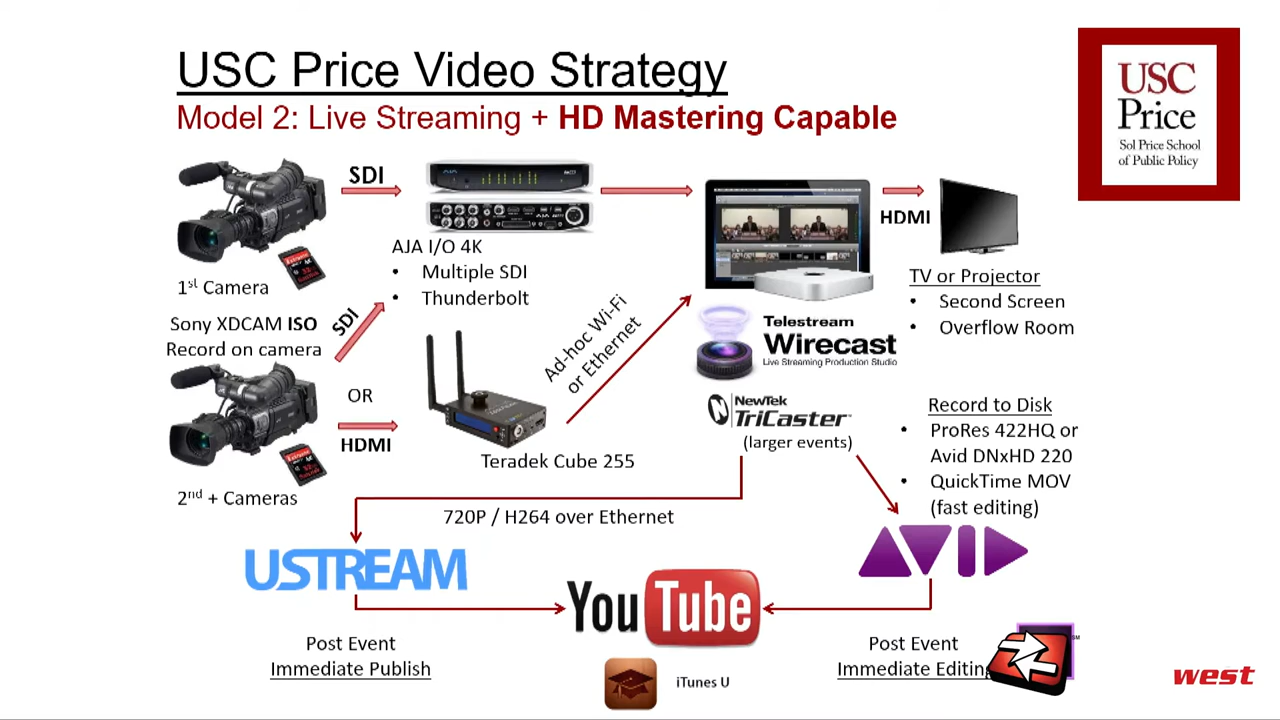 USC Price Video Strategy
Model 2: Live Streaming + HD Mastering Capable
USC
Price
Sol Price School
of Public Policy
SDI
AJA
HDMI
1st Camera
AJA I/O 4K
• Multiple SDI
• Thunderbolt
TV or Projector
• Second Screen
• Overflow Room
Sony XDCAM ISO
Record on camera
SDI
Ad-hoc Wi-Fi
or Ethernet
Telestream
Wirecast
Live Streaming Production Studio
OR
HDMI
Teradek Cube 255
NewTek
TriCaster
(larger events)
Record to Disk
• ProRes 422HQ or
Avid DNxHD 220
• QuickTime MOV
(fast editing)
2nd + Cameras
720P / H264 over Ethernet
USTREAM
AVID
YouTube
Post Event
Immediate Publish
Post Event
Immediate Editing
SM
iTunes U
west